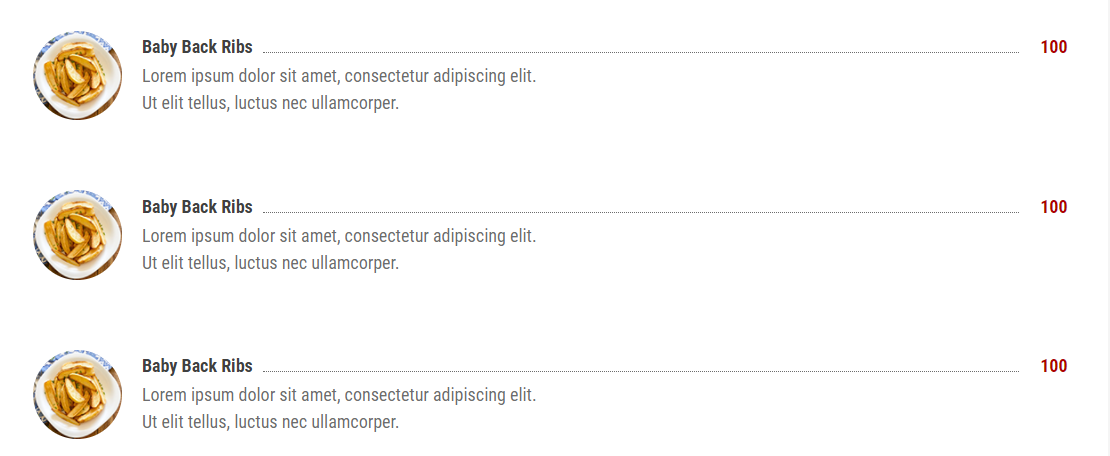 Baby Back Ribs 100
Lorem ipsum dolor sit amet, consectetur adipiscing elit.
Ut elit tellus, luctus nec ullamcorper.
Baby Back Ribs 100
Lorem ipsum dolor sit amet, consectetur adipiscing elit.
Ut elit tellus, luctus nec ullamcorper.
Baby Back Ribs 100
Lorem ipsum dolor sit amet, consectetur adipiscing elit.
Ut elit tellus, luctus nec ullamcorper.